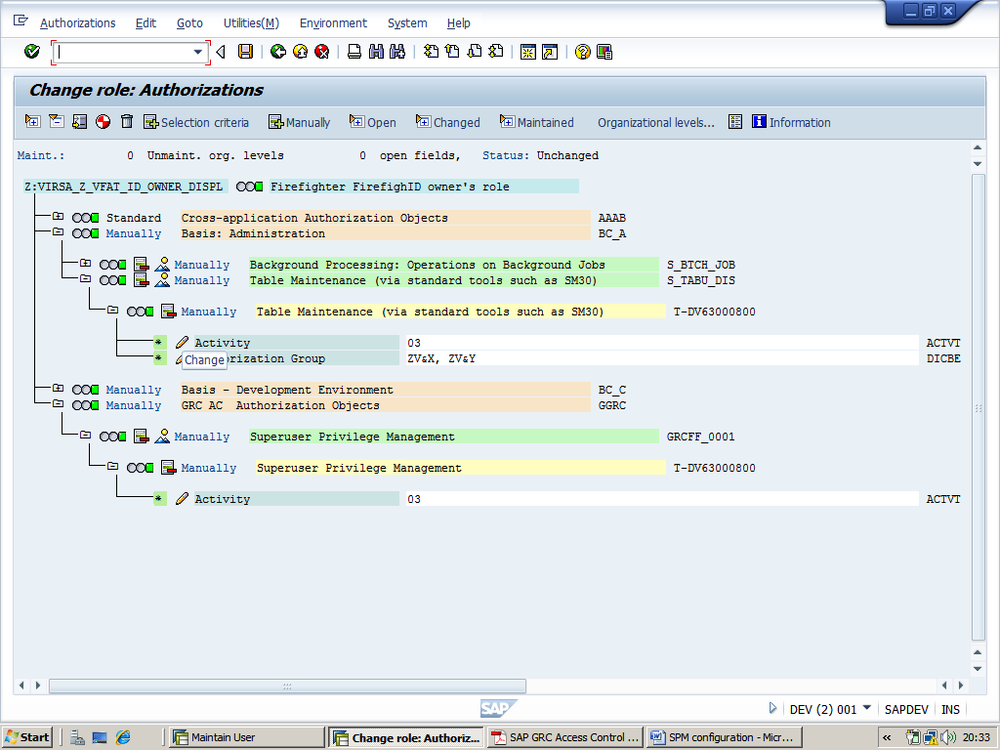 Authorizations Edit Goto Utilities(M) Environment System Help
Change role: Authorizations
Selection criteria Manually Open Changed Maintained Organizational levels... Information
Maint.: 0 Unmaint. org. levels 0 open fields, Status: Unchanged
Z:VIRSA_Z_VFAT_ID_OWNER_DISPL Firefighter FirefighID owner's role
Standard Cross-application Authorization Objects AAAB
Manually Basis: Administration BC_A
Manually Background Processing: Operations on Background Jobs S_BTCH_JOB
Manually Table Maintenance (via standard tools such as SM30) S_TABU_DIS
Manually Table Maintenance (via standard tools such as SM30) T-DV63000800
* Activity 03 ACTVT
* Change orization Group ZV&X, ZV&Y DICBE
Manually Basis - Development Environment BC_C
Manually GRC AC Authorization Objects GGRC
Manually Superuser Privilege Management GRCFF_0001
Manually Superuser Privilege Management T-DV63000800
* Activity 03 ACTVT
SAP
DEV (2) 001 SAPDEV INS
Start Maintain User Change role: Authoriz... SAP GRC Access Control ... SPM configuration - Micr... « 20:33